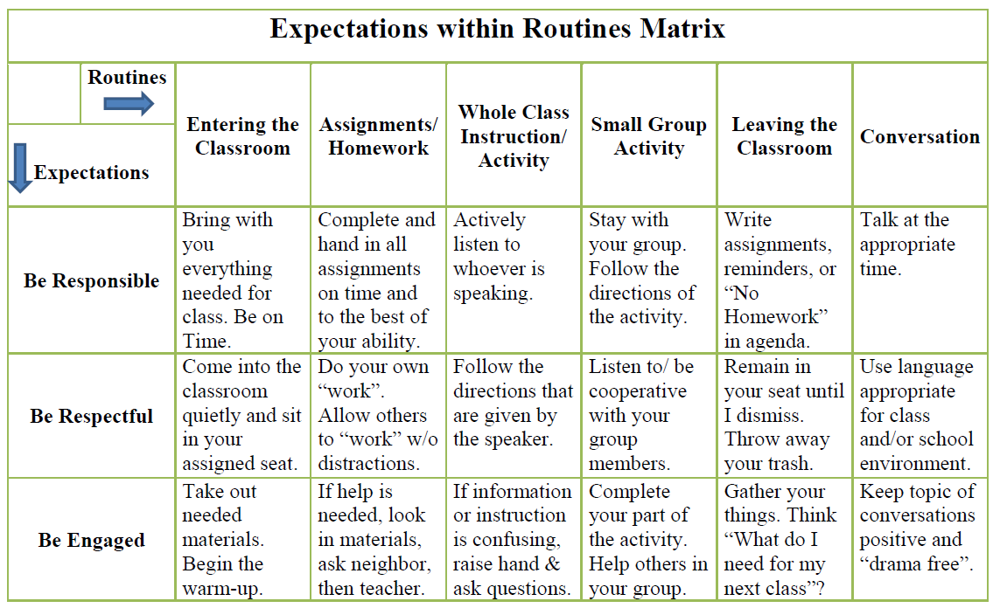 Expectations within Routines Matrix
Routines
Expectations
Entering the
Classroom
Assignments/
Homework
Whole Class
Instruction/
Activity
Small Group
Activity
Leaving the
Classroom
Conversation
Be Responsible
Bring with
you
everything
needed for
class. Be on
Time.
Complete and
hand in all
assignments
on time and
to the best of
your ability.
Actively
listen to
whoever is
speaking.
Stay with
your group.
Follow the
directions of
the activity.
Write
assignments,
reminders, or
“No
Homework”
in agenda.
Talk at the
appropriate
time.
Be Respectful
Come into the
classroom
quietly and sit
in your
assigned seat.
Do your own
“work”.
Allow others
to “work” w/o
distractions.
Follow the
directions that
are given by
the speaker.
Listen to/ be
cooperative
with your
group
members.
Remain in
your seat until
I dismiss.
Throw away
your trash.
Use language
appropriate
for class
and/or school
environment.
Be Engaged
Take out
needed
materials.
Begin the
warm-up.
If help is
needed, look
in materials,
ask neighbor,
then teacher.
If information
or instruction
is confusing,
raise hand &
ask questions.
Complete
your part of
the activity.
Help others in
your group.
Gather your
things. Think
“What do I
need for my
next class”?
Keep topic of
conversations
positive and
“drama free”.